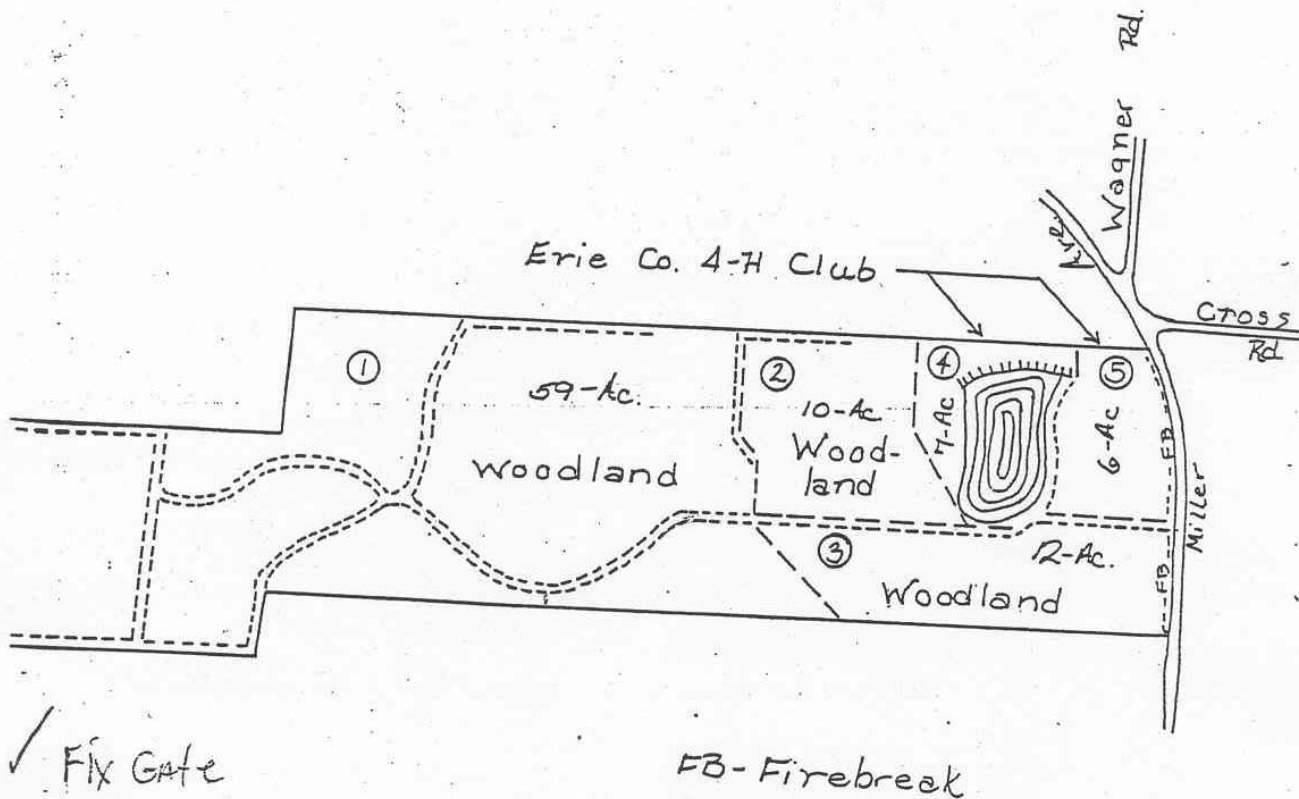 Wagner Rd.
Erie Co. 4-H Club
Cross
Rd
①
59-Ac.
Woodland
②
10-Ac
Wood-
land
④
7-Ac
⑤
6-Ac
FB
Miller
③
12-Ac.
Woodland
FB
✓ Fix Gate
FB-Firebreak